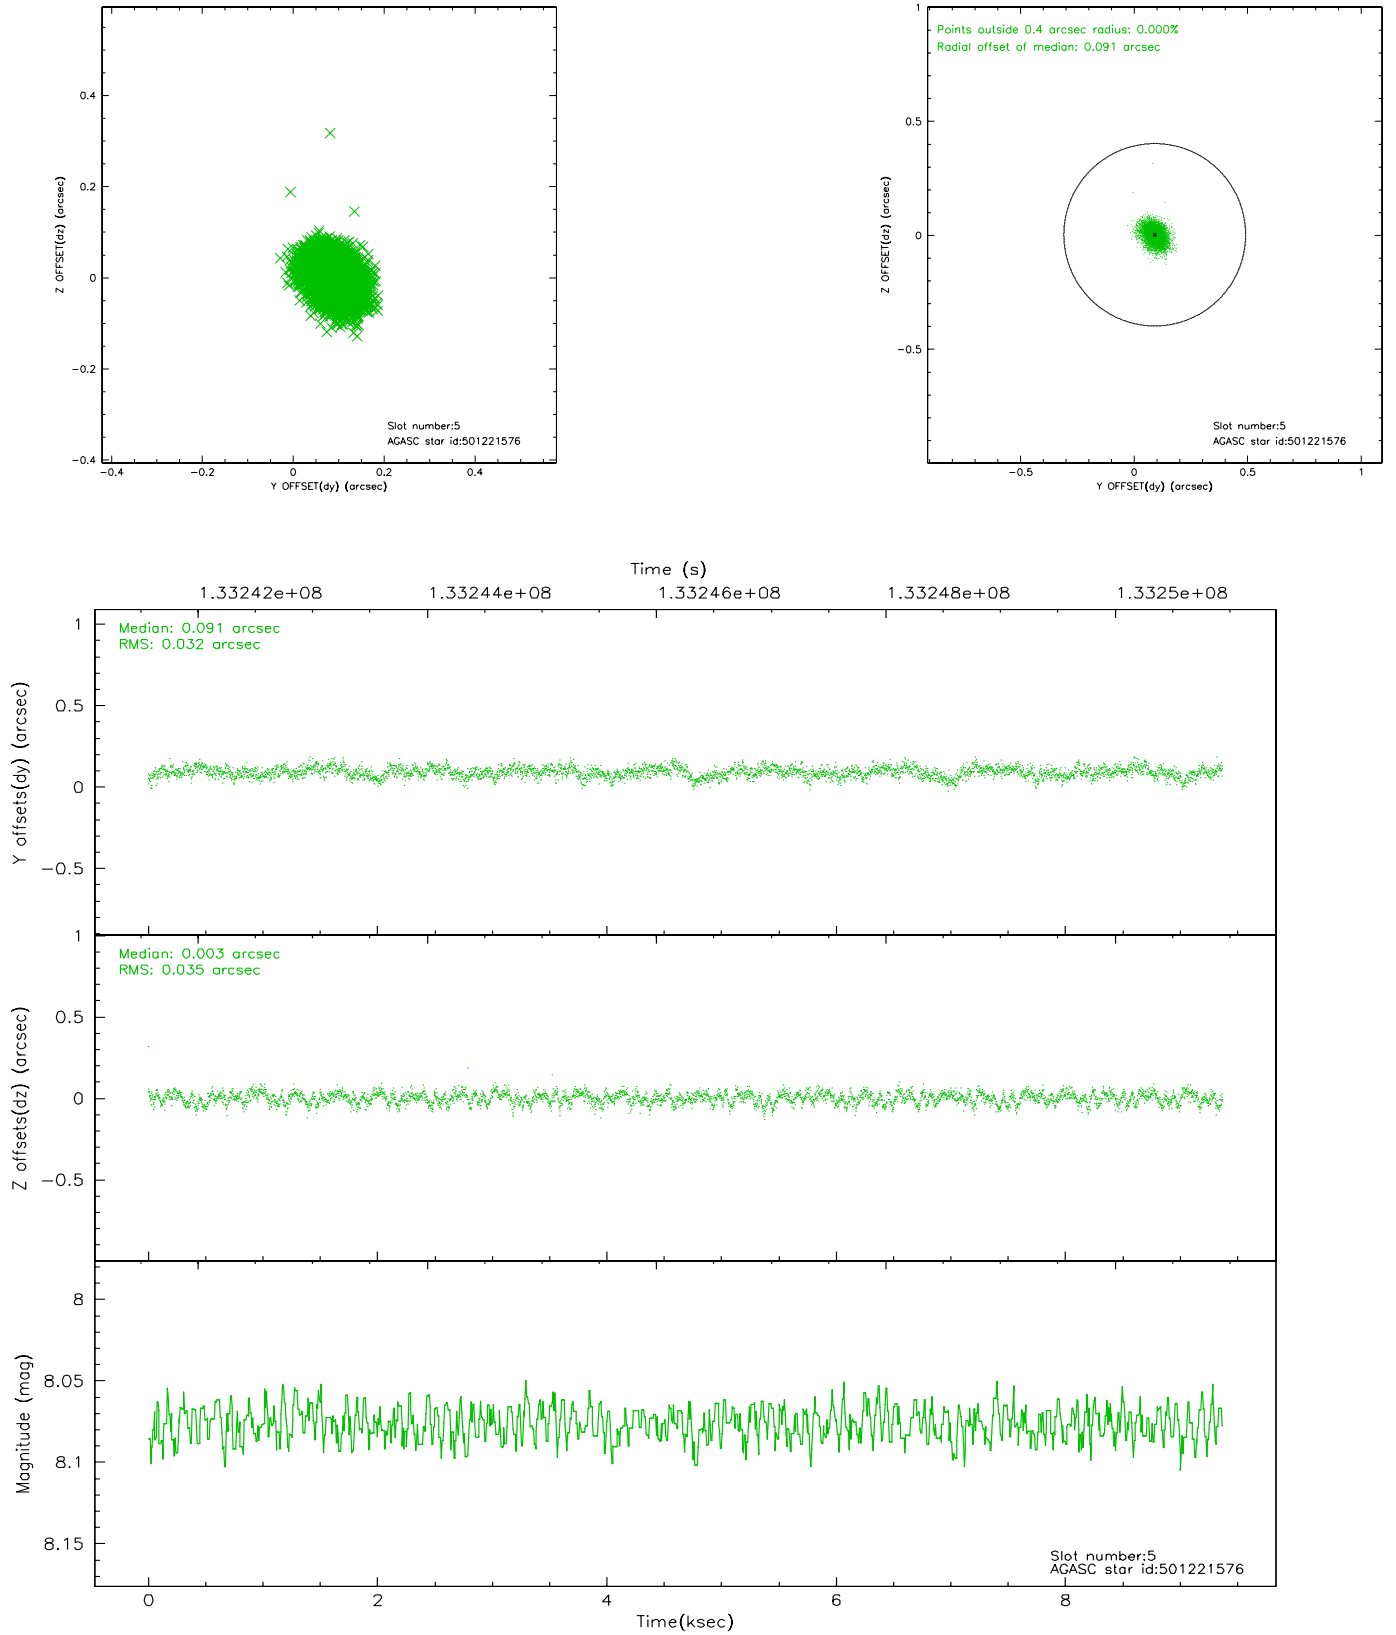 0.4
0.2
0
−0.2
−0.4
Z OFFSET(dz) (arcsec)
−0.4 −0.2 0 0.2 0.4
Y OFFSET(dy) (arcsec)
Slot number:5
AGASC star id:501221576
Points outside 0.4 arcsec radius: 0.000%
Radial offset of median: 0.091 arcsec
1
0.5
0
−0.5
Z OFFSET(dz) (arcsec)
−0.5 0 0.5 1
Y OFFSET(dy) (arcsec)
Slot number:5
AGASC star id:501221576
Time (s)
1.33242e+08 1.33244e+08 1.33246e+08 1.33248e+08 1.3325e+08
Median: 0.091 arcsec
RMS: 0.032 arcsec
1
0.5
0
−0.5
Y offsets(dy) (arcsec)
Median: 0.003 arcsec
RMS: 0.035 arcsec
1
0.5
0
−0.5
Z offsets(dz) (arcsec)
8
8.05
8.1
8.15
Magnitude (mag)
Slot number:5
AGASC star id:501221576
0 2 4 6 8
Time(ksec)